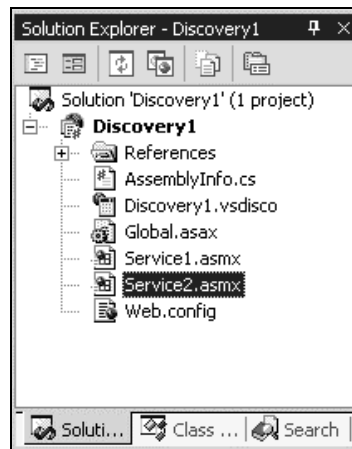 Solution Explorer - Discovery1
Solution 'Discovery1' (1 project)
Discovery1
References
AssemblyInfo.cs
Discovery1.vsdisco
Global.asax
Service1.asmx
Service2.asmx
Web.config
Soluti... Class ... Search